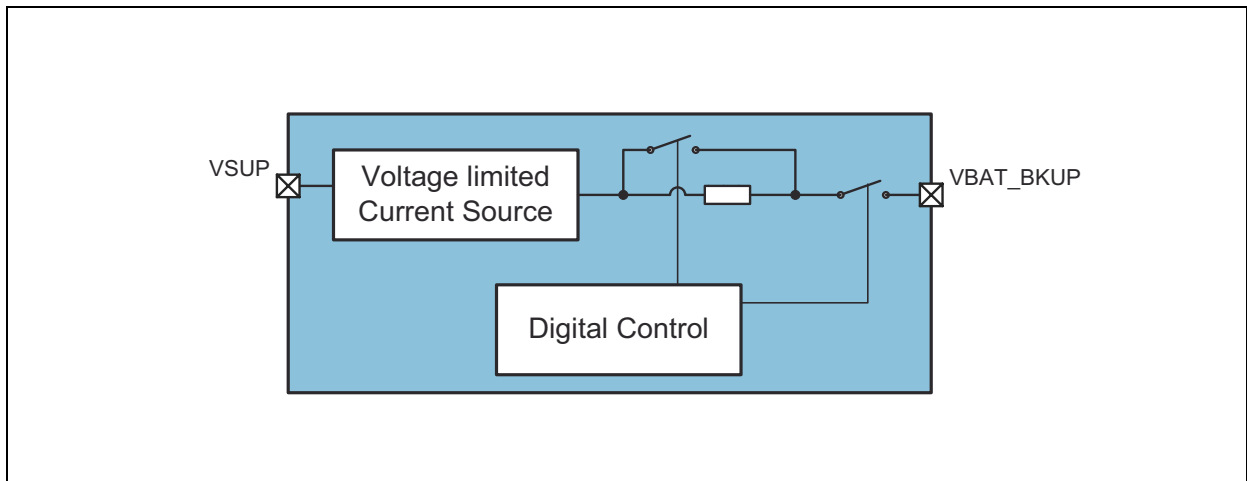 VSUP
Voltage limited
Current Source
VBAT_BKUP
Digital Control